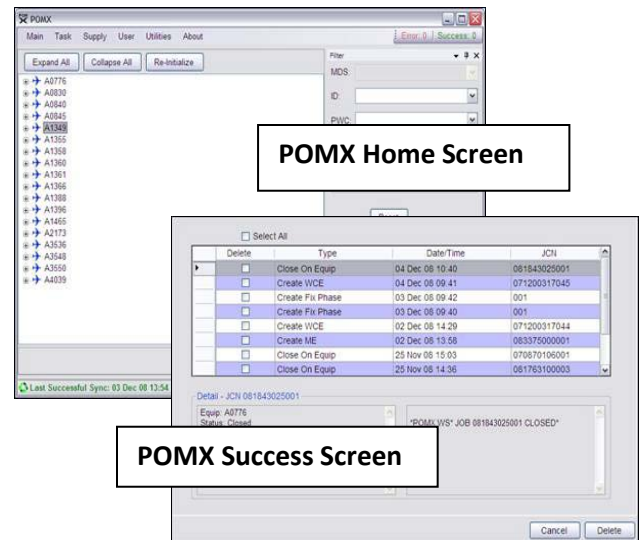 POMX
Main Task Supply User Utilities About
Error: 0 Success: 0
Expand All Collapse All Re-Initialize
Filter
MDS:
ID:
PWC:
A0776
A0830
A0840
A0845
A1349
A1355
A1358
A1360
A1361
A1366
A1388
A1396
A1465
A2173
A3536
A3548
A3550
A4039
POMX Home Screen
Last Successful Sync: 03 Dec 08 13:54
Select All
Delete Type Date/Time JCN
Close On Equip 04 Dec 08 10:40 081843025001
Create WCE 04 Dec 08 09:41 071200317045
Create Fix Phase 03 Dec 08 09:42 001
Create Fix Phase 03 Dec 08 09:40 001
Create WCE 02 Dec 08 14:29 071200317044
Create ME 02 Dec 08 13:58 083375000001
Close On Equip 25 Nov 08 15:03 070870106001
Close On Equip 25 Nov 08 14:36 081763100003
Detail - JCN 081843025001
Equip: A0776
Status: Closed
*POMX WS* JOB 081843025001 CLOSED*
POMX Success Screen
Cancel Delete